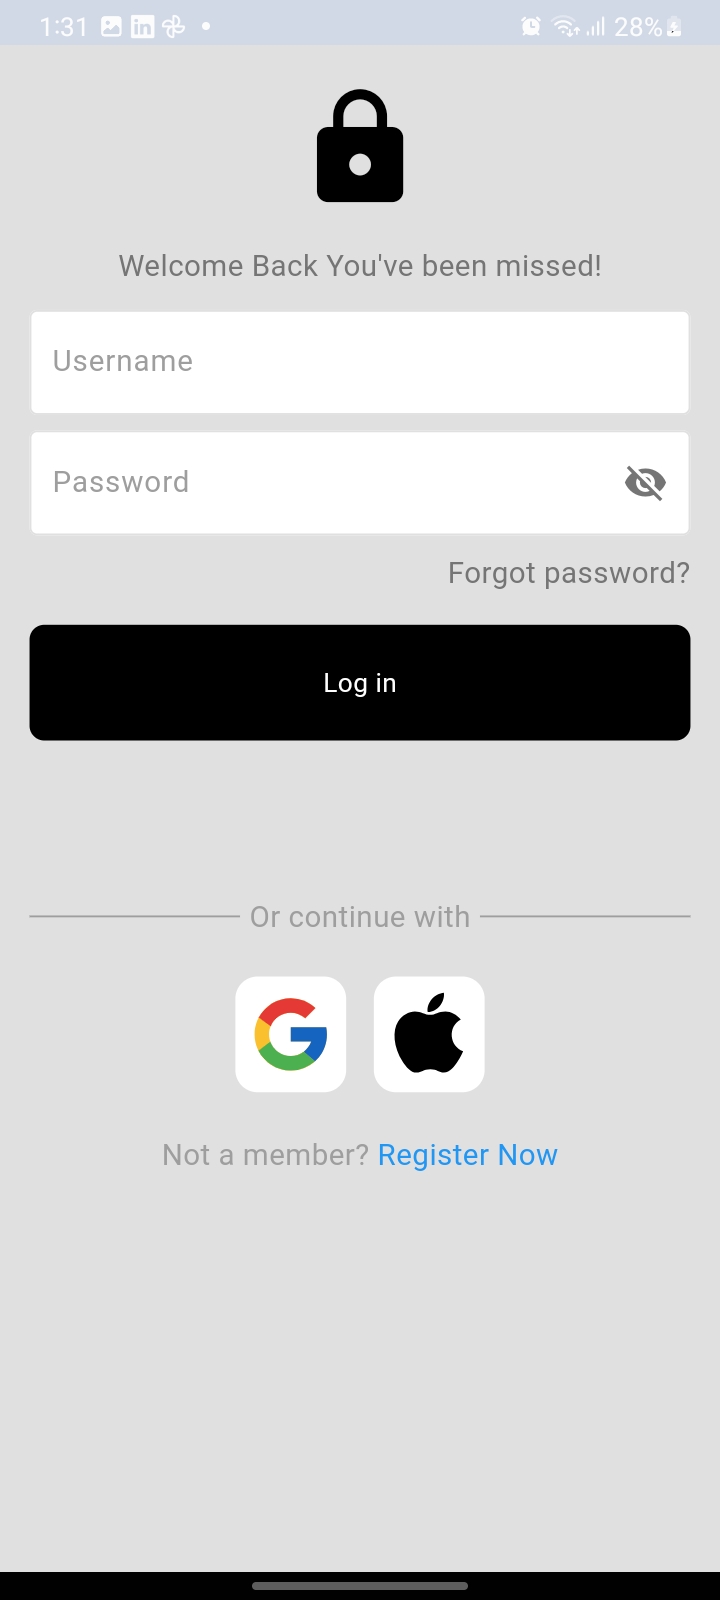 1:31 28%
Welcome Back You've been missed!
Username
Password
Forgot password?
Log in
Or continue with
Not a member? Register Now